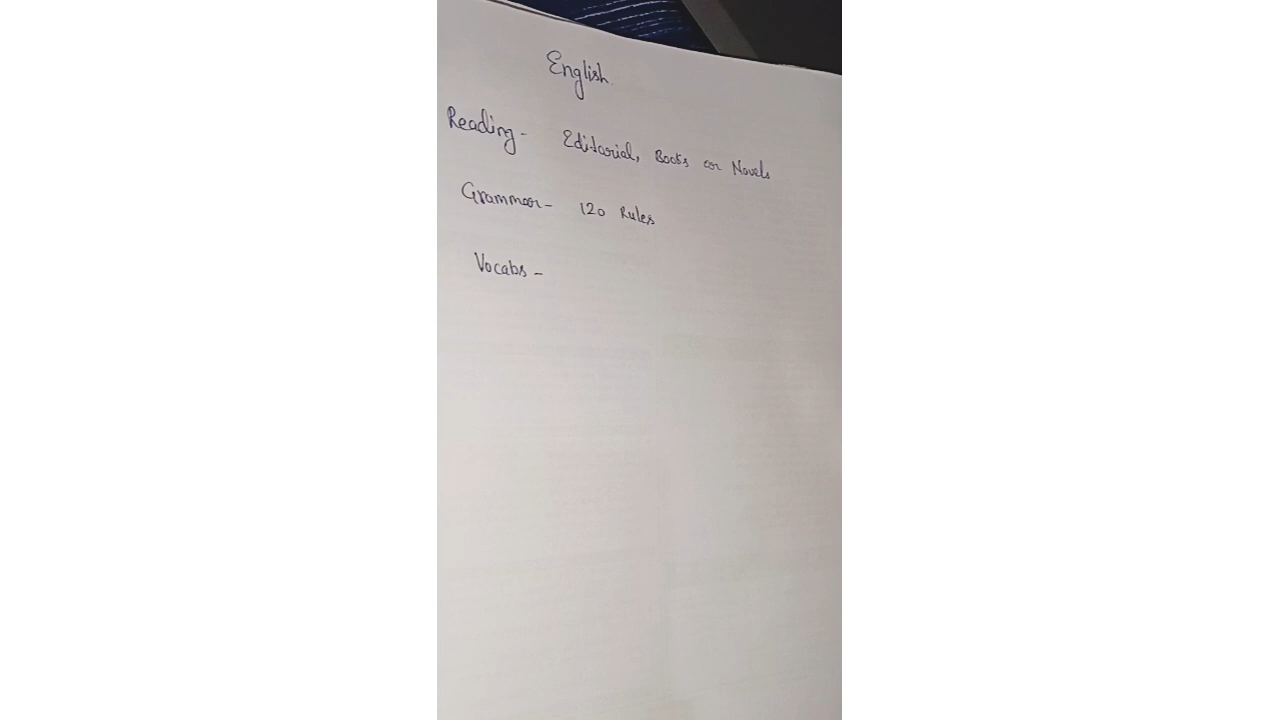 English
Reading- Editorial, Books or Novels
Grammar- 120 Rules
Vocabs -